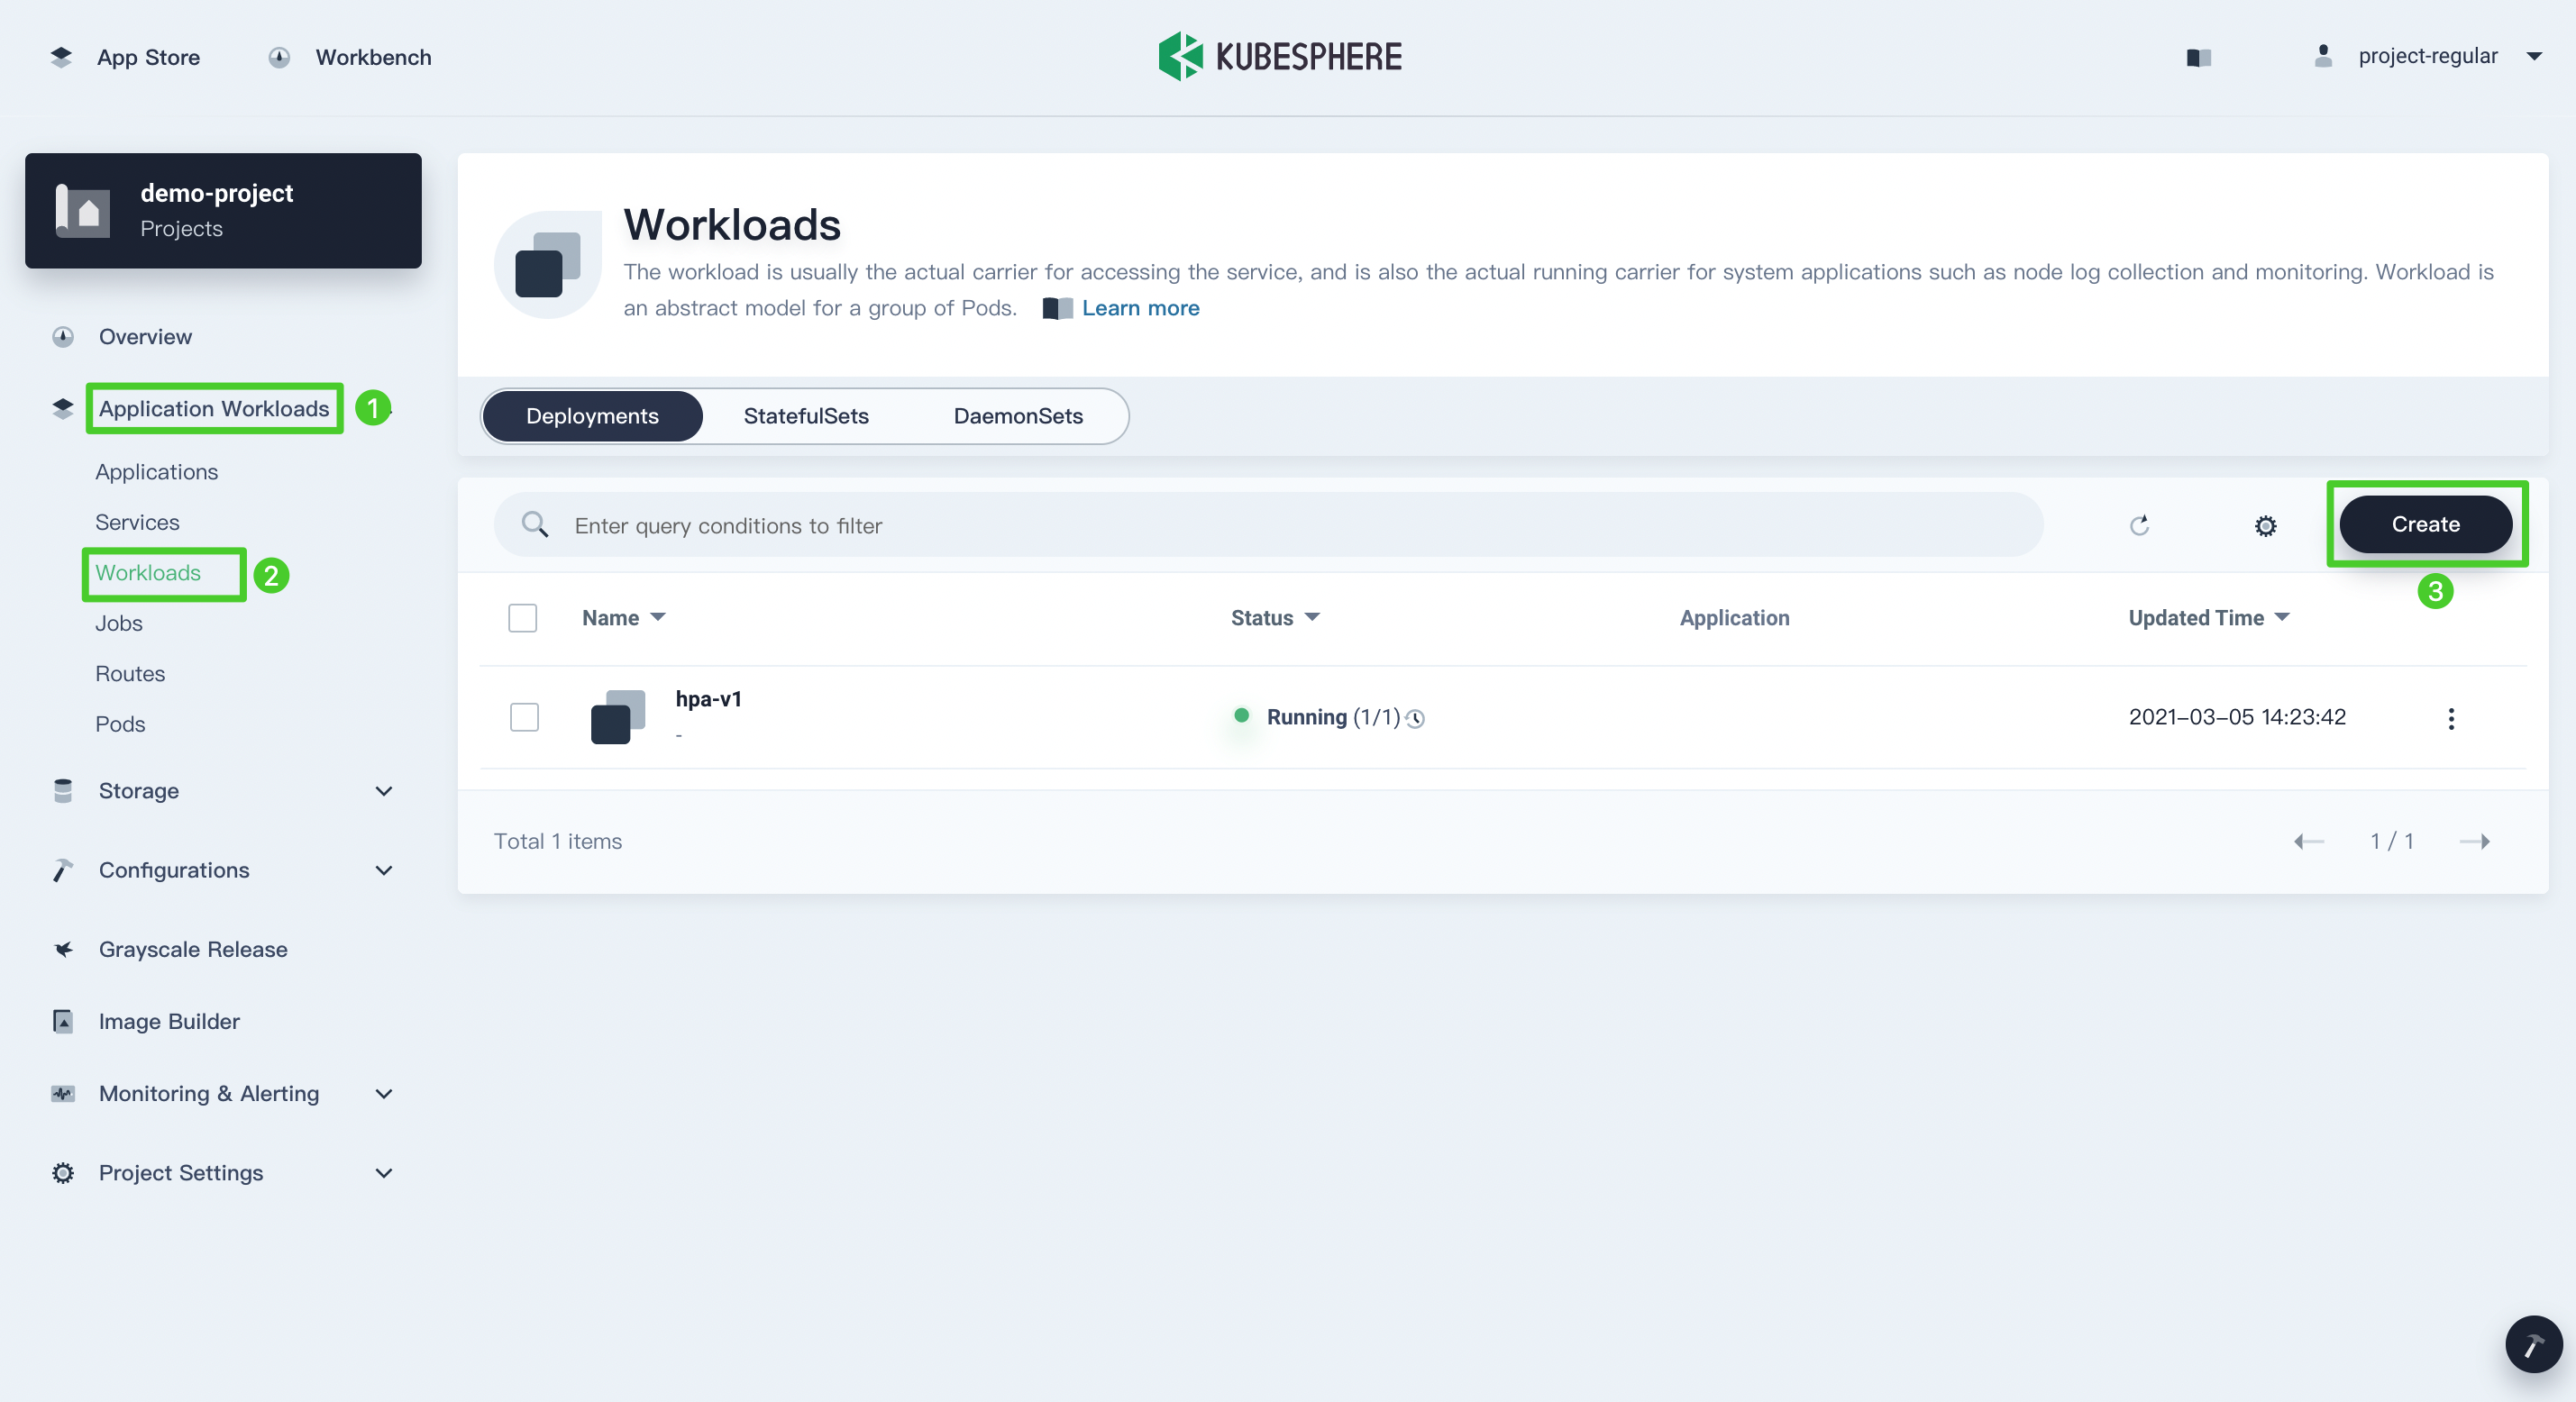 App Store
Workbench
KUBESPHERE
project-regular
demo-project
Projects
Overview
Application Workloads
1
Applications
Services
Workloads
2
Jobs
Routes
Pods
Storage
Configurations
Grayscale Release
Image Builder
Monitoring & Alerting
Project Settings
Workloads
The workload is usually the actual carrier for accessing the service, and is also the actual running carrier for system applications such as node log collection and monitoring. Workload is
an abstract model for a group of Pods. Learn more
Deployments
StatefulSets
DaemonSets
Enter query conditions to filter
Create
3
Name
Status
Application
Updated Time
hpa-v1
-
Running (1/1)
2021-03-05 14:23:42
Total 1 items
1 / 1